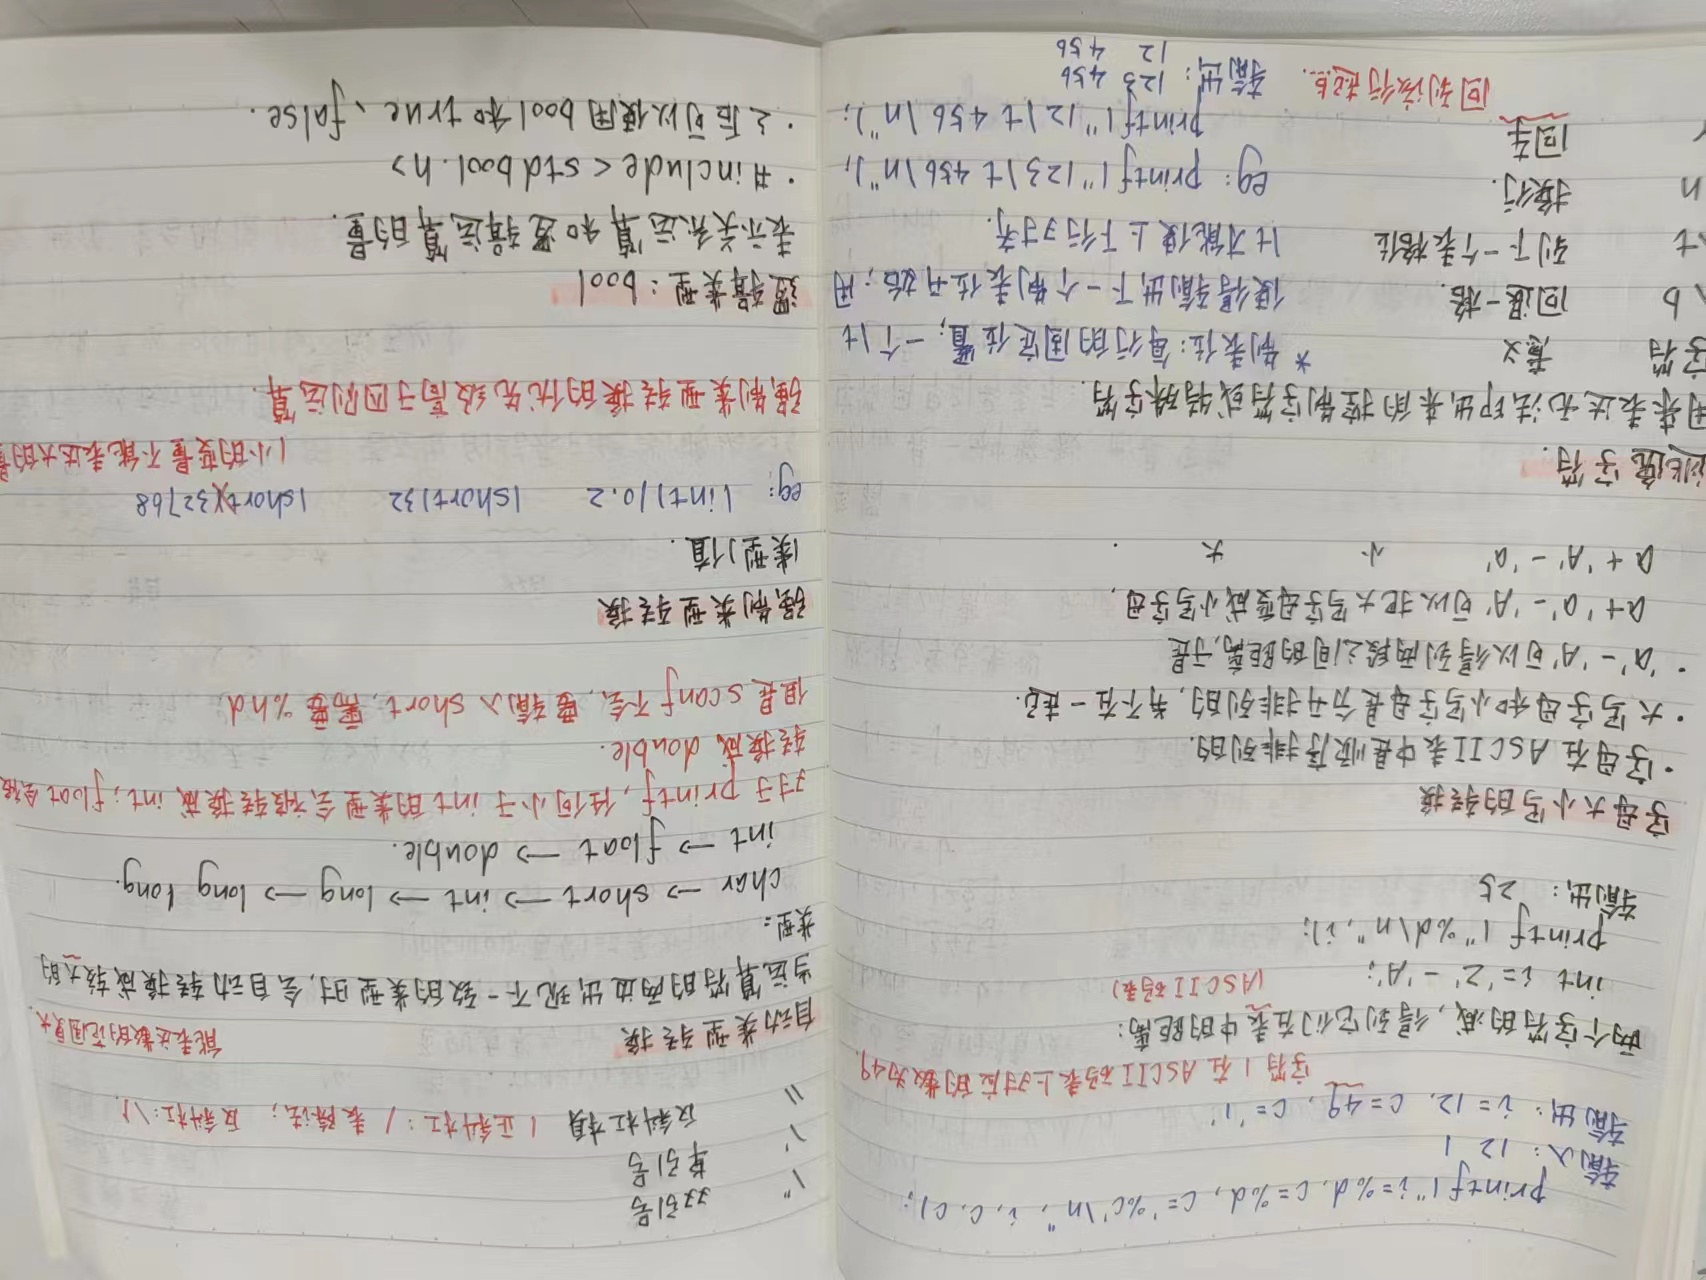 printf("i=%d, c=%d, c='%c'\n", i, c, c);
输入: 12 1
输出: i=12, c=49, c='1'
字符1在ASCII码表上对应的数为49.
两个字符的减, 得到它们在表中的距离:
(ASCII码表)
int i='Z'-'A';
printf("%d\n", i);
输出: 25
字母大小写的转换
·字母在ASCII表中是顺序排列的.
·大写字母和小写字母是分开排列的, 并不在一起.
·'a'-'A'可以得到两段之间的距离, 于是
a+'a'-'A' 可以把大写字母变成小写字母,
a+'A'-'a' 小 大.
逃逸字符.
用来表达无法印出来的控制字符或特殊字符
字符 意义
\b 回退一格.
\t 到下一个表格位
\n 换行.
回车
回到该行起点.
*制表位: 每行的固定位置; 一个\t
使得输出下一个制表位开始; 用
\t才能使上下行对齐.
eg: printf("123\t456\n");
printf("12\t456\n");
输出: 123 456
12 456
\" 双引号
\' 单引号
\\ 反斜杠本身 (正斜杠: / 表除法; 反斜杠: \)
自动类型转换 能表达数的范围更大.
当运算符的两边出现不一致的类型时, 会自动转换成较大的
类型:
char → short → int → long → long long.
int → float → double.
对于printf, 任何小于int的类型会被转换成int; float会被
转换成double.
但是scanf不会, 要输入short, 需要%hd
强制类型转换
(类型)值.
eg: (int)10.2 (short)32 (short)32768
(小的变量不能表达大的量
强制类型转换的优先级高于四则运算.
逻辑类型: bool
表示关系运算和逻辑运算的量
·#include <stdbool.h>
·之后可以使用bool和true、false.